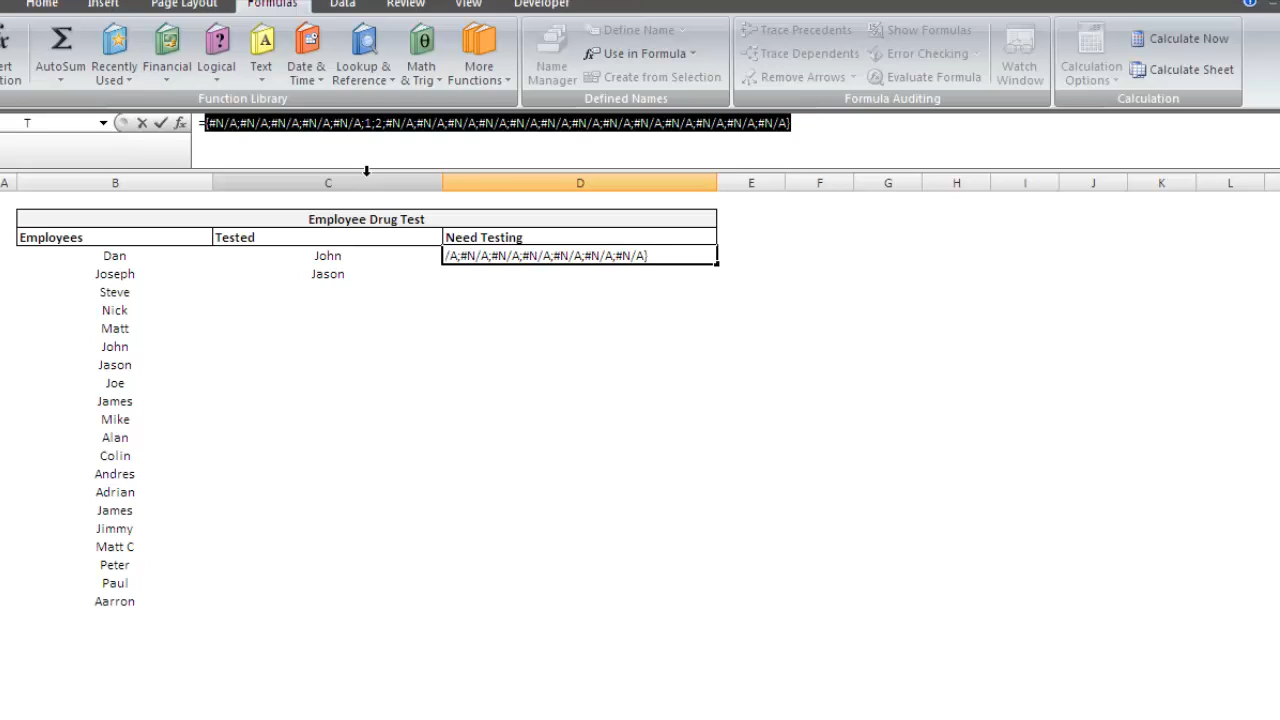 Home Insert Page Layout Formulas Data Review View Developer
AutoSum
Recently Used
Financial
Logical
Text
Date & Time
Lookup & Reference
Math & Trig
More Functions
Function Library
Name Manager
Define Name
Use in Formula
Create from Selection
Defined Names
Trace Precedents
Trace Dependents
Remove Arrows
Show Formulas
Error Checking
Evaluate Formula
Watch Window
Formula Auditing
Calculation Options
Calculate Now
Calculate Sheet
Calculation
T fx ={#N/A;#N/A;#N/A;#N/A;#N/A;1;2;#N/A;#N/A;#N/A;#N/A;#N/A;#N/A;#N/A;#N/A;#N/A;#N/A;#N/A;#N/A;#N/A}
A B C D E F G H I J K L
Employee Drug Test
Employees Tested Need Testing
Dan John /A;#N/A;#N/A;#N/A;#N/A;#N/A;#N/A}
Joseph Jason
Steve
Nick
Matt
John
Jason
Joe
James
Mike
Alan
Colin
Andres
Adrian
James
Jimmy
Matt C
Peter
Paul
Aarron